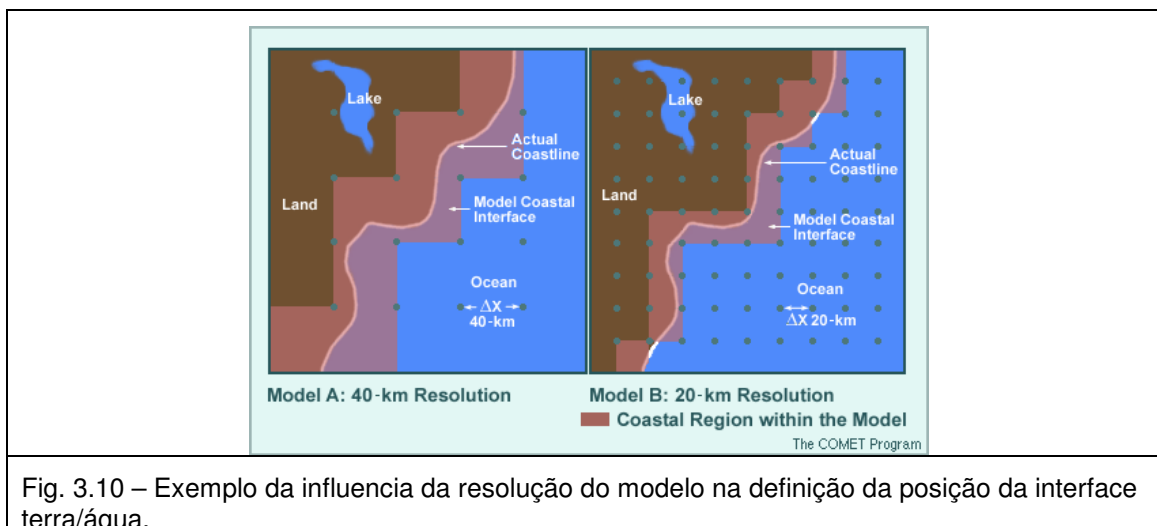 Lake
Actual
Coastline
Land
Model Coastal
Interface
Ocean
ΔX
40-km
Model A: 40-km Resolution
Lake
Actual
Coastline
Land
Model Coastal
Interface
Ocean
ΔX 20-km
Model B: 20-km Resolution
Coastal Region within the Model
The COMET Program
Fig. 3.10 – Exemplo da influencia da resolução do modelo na definição da posição da interface
terra/água.